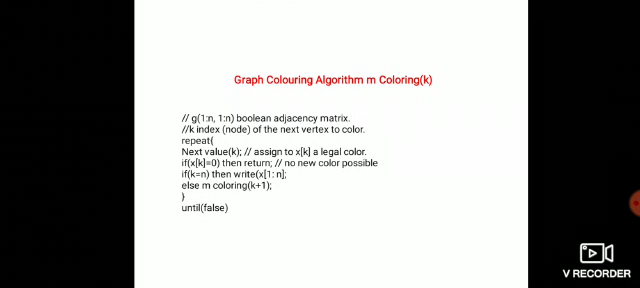 Graph Colouring Algorithm m Coloring(k)
// g(1:n, 1:n) boolean adjacency matrix.
//k index (node) of the next vertex to color.
repeat{
Next value(k); // assign to x[k] a legal color.
if(x[k]=0) then return; // no new color possible
if(k=n) then write(x[1: n];
else m coloring(k+1);
}
until(false)
V RECORDER